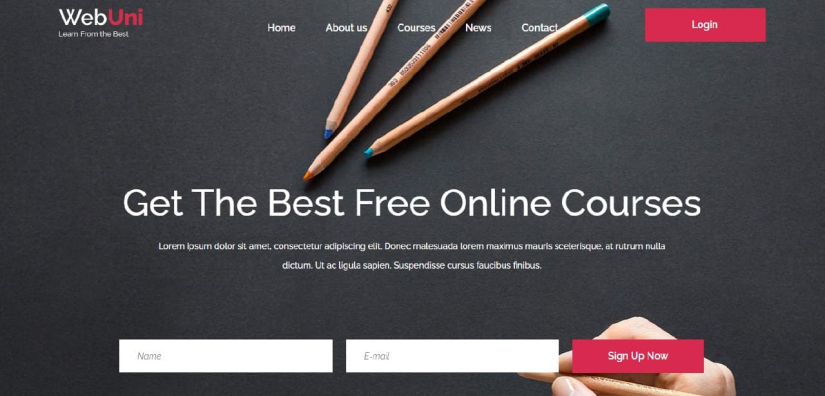 WebUni
Learn From the Best
Home About us Courses News Contact Login
Get The Best Free Online Courses
Lorem ipsum dolor sit amet, consectetur adipiscing elit. Donec malesuada lorem maximus mauris scelerisque, at rutrum nulla
dictum. Ut ac ligula sapien. Suspendisse cursus faucibus finibus.
Name E-mail Sign Up Now